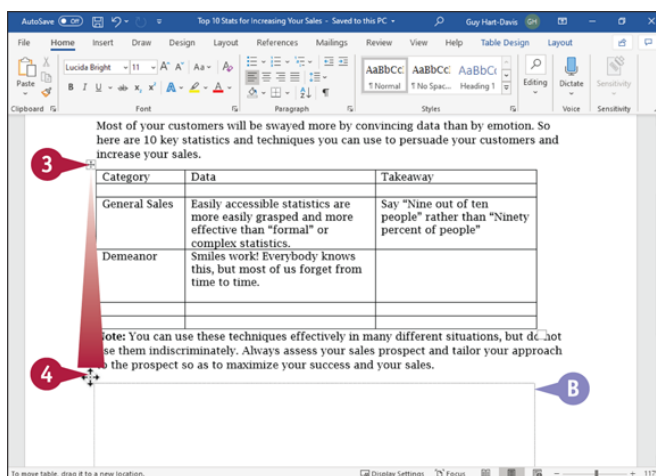 AutoSave Off Top 10 Stats for Increasing Your Sales - Saved to this PC Guy Hart-Davis GH
File Home Insert Draw Design Layout References Mailings Review View Help Table Design Layout
Lucida Bright 11 A A Aa A AaBbCc AaBbCc AaBbCc
Paste B I U ab x, x² A A ¶ Normal ¶ No Spac... Heading 1 Editing Dictate Sensitivity
Clipboard Font Paragraph Styles Voice Sensitivity
Most of your customers will be swayed more by convincing data than by emotion. So
here are 10 key statistics and techniques you can use to persuade your customers and
increase your sales.
3
Category Data Takeaway
General Sales Easily accessible statistics are Say “Nine out of ten
more easily grasped and more people” rather than “Ninety
effective than “formal” or percent of people”
complex statistics.
Demeanor Smiles work! Everybody knows
this, but most of us forget from
time to time.
Note: You can use these techniques effectively in many different situations, but do not
use them indiscriminately. Always assess your sales prospect and tailor your approach
to the prospect so as to maximize your success and your sales.
4
B
To move table, drag it to a new location. Display Settings Focus